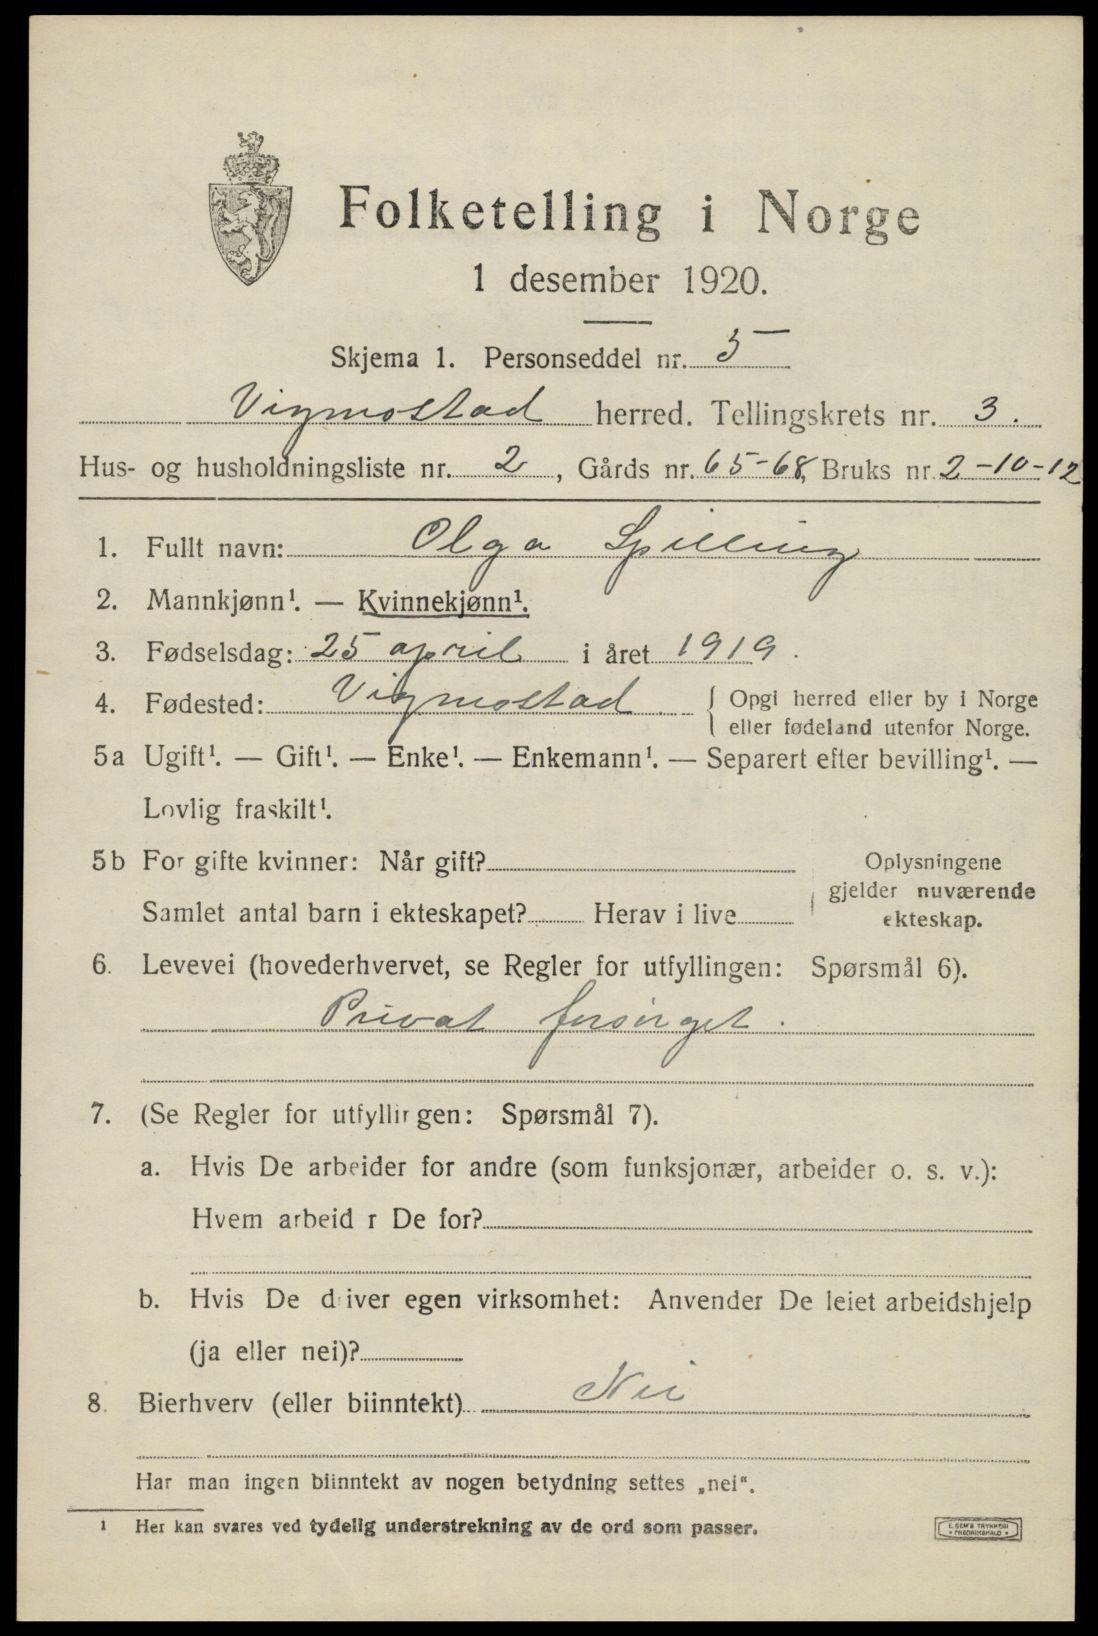 Folketelling i Norge
1 desember 1920.
Skjema 1. Personseddel nr. 5
Vigmostad herred. Tellingskrets nr. 3.
Hus- og husholdningsliste nr. 2, Gårds nr. 65-68, Bruks nr. 2-10-12
1. Fullt navn: Olga Spilling
2. Mannkjønn¹. — Kvinnekjønn¹.
3. Fødselsdag: 25 april i året 1919.
4. Fødested: Vigmostad { Opgi herred eller by i Norge
eller fødeland utenfor Norge.
5a Ugift¹. — Gift¹. — Enke¹. — Enkemann¹. — Separert efter bevilling¹. —
Lovlig fraskilt¹.
5b For gifte kvinner: Når gift?
Samlet antal barn i ekteskapet? Herav i live
Oplysningene
gjelder nuværende
ekteskap.
6. Levevei (hovederhvervet, se Regler for utfyllingen: Spørsmål 6).
Privat forsørget.
7. (Se Regler for utfyllingen: Spørsmål 7).
a. Hvis De arbeider for andre (som funksjonær, arbeider o. s. v.):
Hvem arbeid r De for?
b. Hvis De driver egen virksomhet: Anvender De leiet arbeidshjelp
(ja eller nei)?
8. Bierhverv (eller biinntekt) Nei
Har man ingen biinntekt av nogen betydning settes „nei“.
¹ Her kan svares ved tydelig understrekning av de ord som passer.
E. SEM'S TRYKKERI
• FREDRIKSHALD •